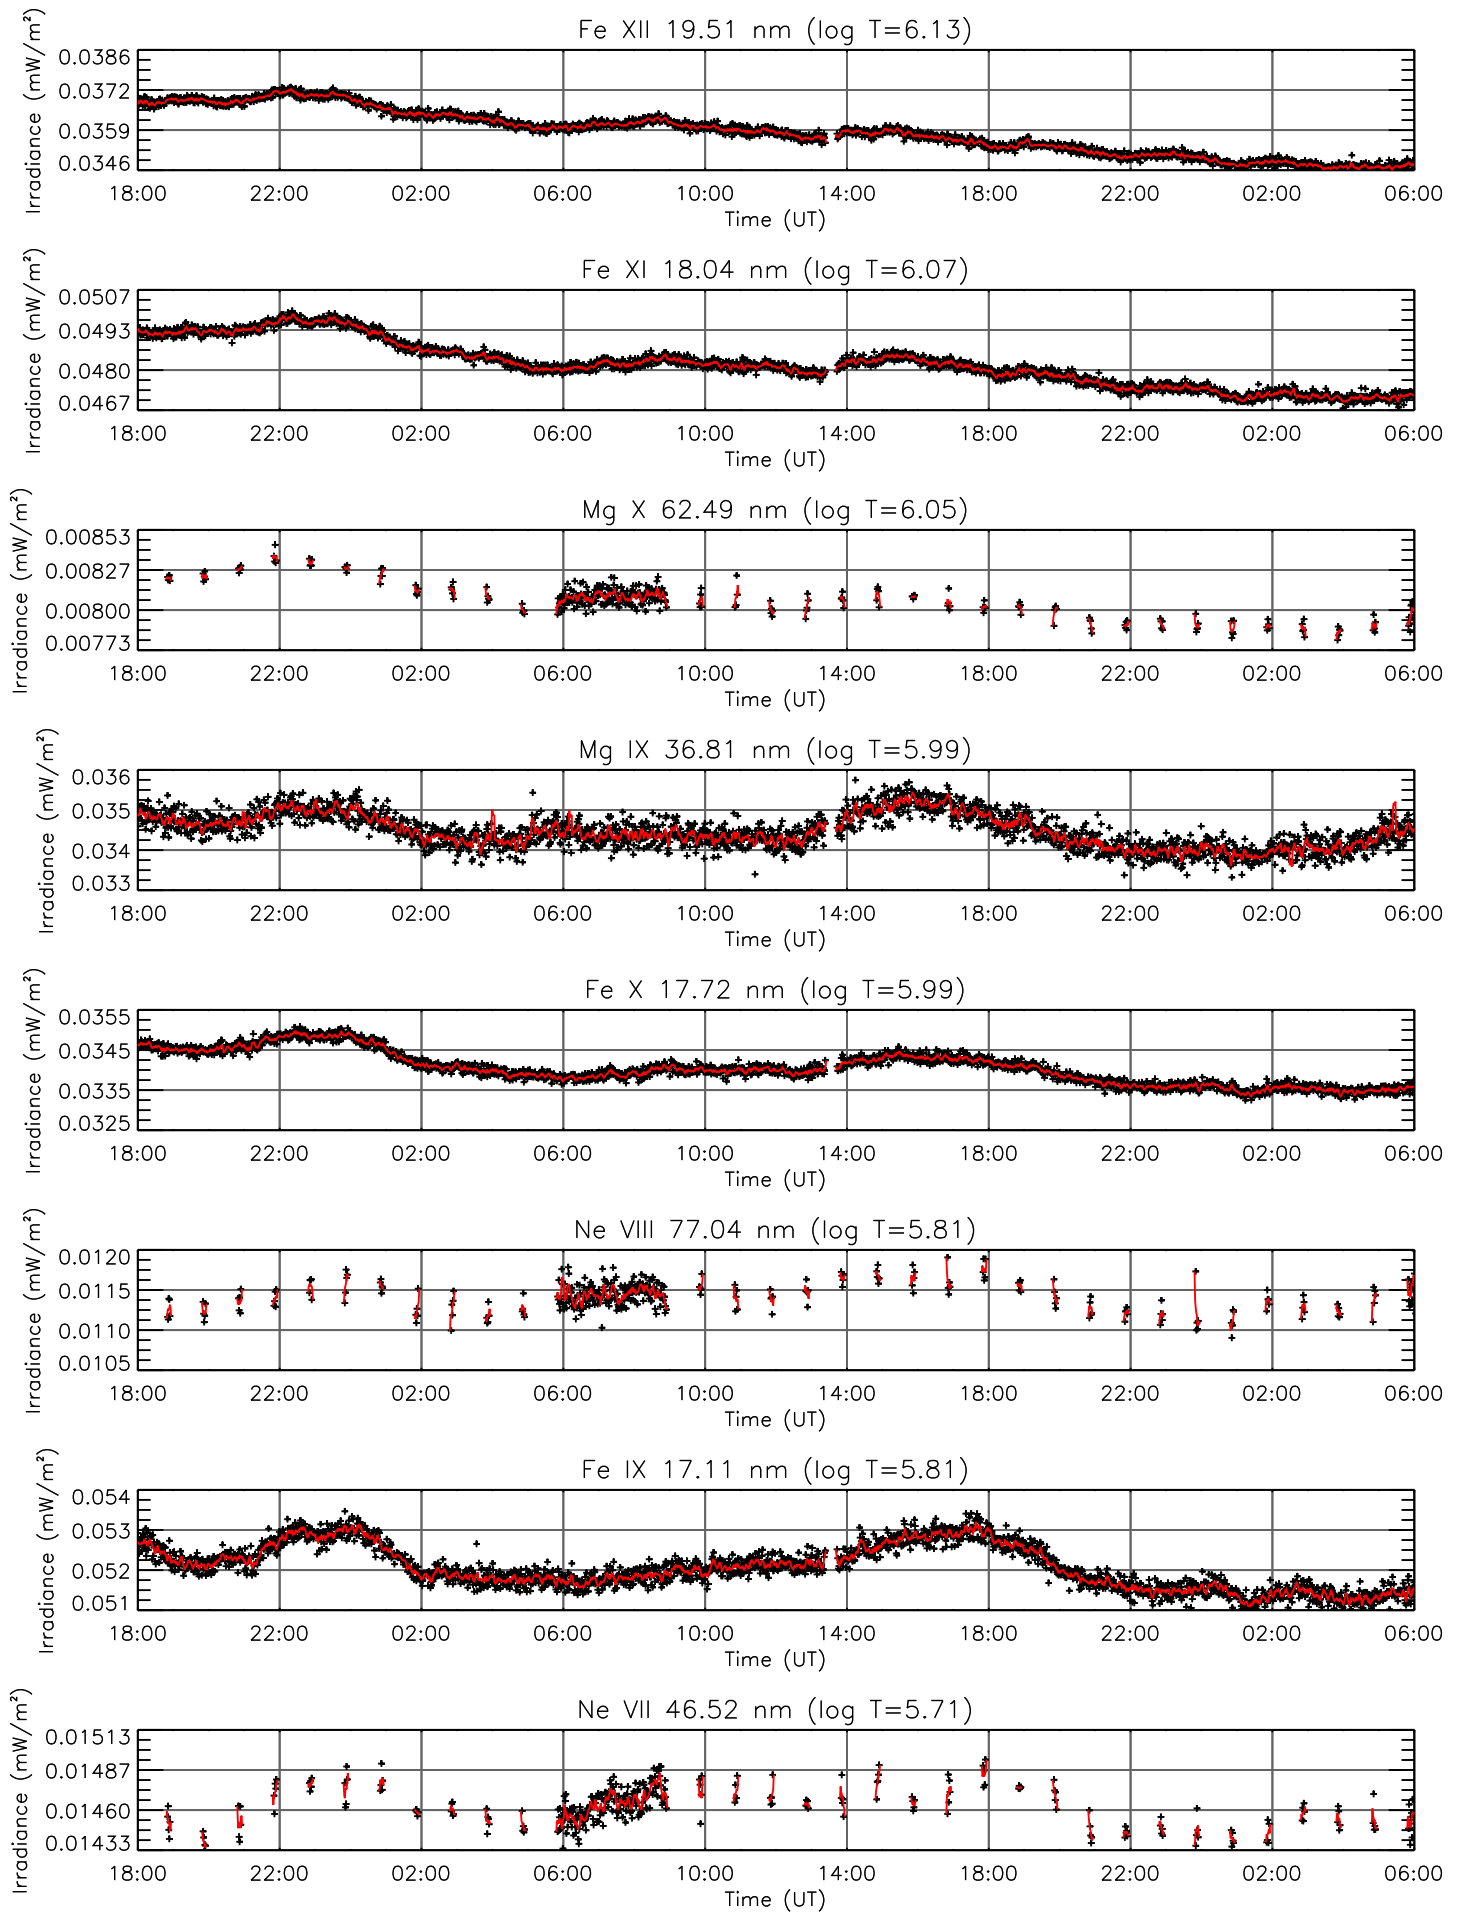 Fe XII 19.51 nm (log T=6.13)
Irradiance (mW/m²)
0.0386
0.0372
0.0359
0.0346
18:00 22:00 02:00 06:00 10:00 14:00 18:00 22:00 02:00 06:00
Time (UT)
Fe XI 18.04 nm (log T=6.07)
Irradiance (mW/m²)
0.0507
0.0493
0.0480
0.0467
18:00 22:00 02:00 06:00 10:00 14:00 18:00 22:00 02:00 06:00
Time (UT)
Mg X 62.49 nm (log T=6.05)
Irradiance (mW/m²)
0.00853
0.00827
0.00800
0.00773
18:00 22:00 02:00 06:00 10:00 14:00 18:00 22:00 02:00 06:00
Time (UT)
Mg IX 36.81 nm (log T=5.99)
Irradiance (mW/m²)
0.036
0.035
0.034
0.033
18:00 22:00 02:00 06:00 10:00 14:00 18:00 22:00 02:00 06:00
Time (UT)
Fe X 17.72 nm (log T=5.99)
Irradiance (mW/m²)
0.0355
0.0345
0.0335
0.0325
18:00 22:00 02:00 06:00 10:00 14:00 18:00 22:00 02:00 06:00
Time (UT)
Ne VIII 77.04 nm (log T=5.81)
Irradiance (mW/m²)
0.0120
0.0115
0.0110
0.0105
18:00 22:00 02:00 06:00 10:00 14:00 18:00 22:00 02:00 06:00
Time (UT)
Fe IX 17.11 nm (log T=5.81)
Irradiance (mW/m²)
0.054
0.053
0.052
0.051
18:00 22:00 02:00 06:00 10:00 14:00 18:00 22:00 02:00 06:00
Time (UT)
Ne VII 46.52 nm (log T=5.71)
Irradiance (mW/m²)
0.01513
0.01487
0.01460
0.01433
18:00 22:00 02:00 06:00 10:00 14:00 18:00 22:00 02:00 06:00
Time (UT)